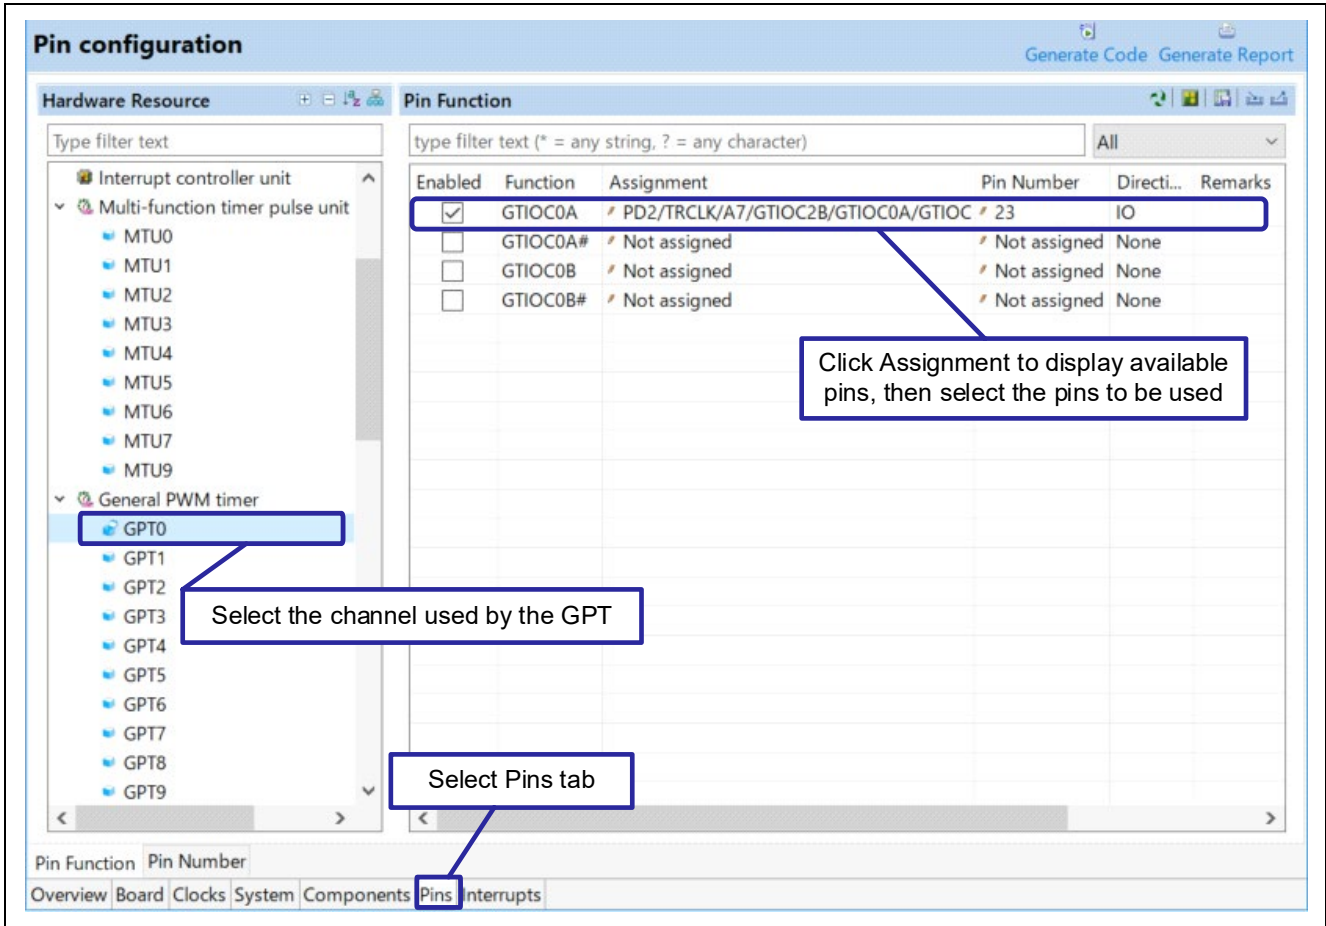 Pin configuration
Generate Code Generate Report
Hardware Resource
Type filter text
Interrupt controller unit
Multi-function timer pulse unit
MTU0
MTU1
MTU2
MTU3
MTU4
MTU5
MTU6
MTU7
MTU9
General PWM timer
GPT0
GPT1
GPT2
GPT3
GPT4
GPT5
GPT6
GPT7
GPT8
GPT9
Select the channel used by the GPT
Pin Function
type filter text (* = any string, ? = any character)
All
Enabled Function Assignment Pin Number Directi... Remarks
GTIOC0A PD2/TRCLK/A7/GTIOC2B/GTIOC0A/GTIOC 23 IO
GTIOC0A# Not assigned Not assigned None
GTIOC0B Not assigned Not assigned None
GTIOC0B# Not assigned Not assigned None
Click Assignment to display available
pins, then select the pins to be used
Select Pins tab
Pin Function Pin Number
Overview Board Clocks System Components Pins Interrupts